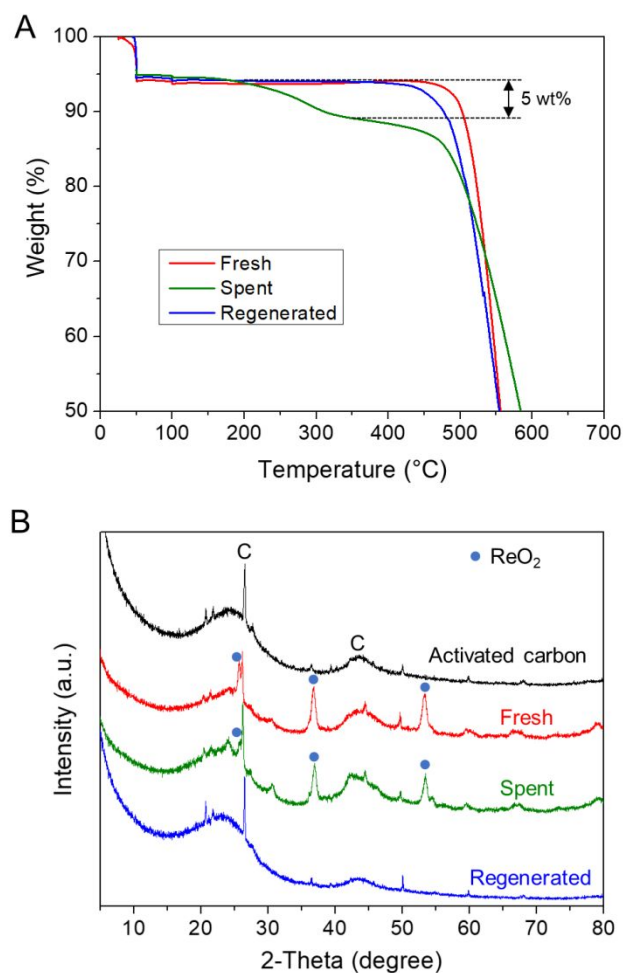 A
100
90
80
70
60
50
Weight (%)
5 wt%
Fresh
Spent
Regenerated
0 100 200 300 400 500 600 700
Temperature (°C)
B
C
ReO₂
C
Activated carbon
Fresh
Spent
Regenerated
Intensity (a.u.)
10 20 30 40 50 60 70 80
2-Theta (degree)